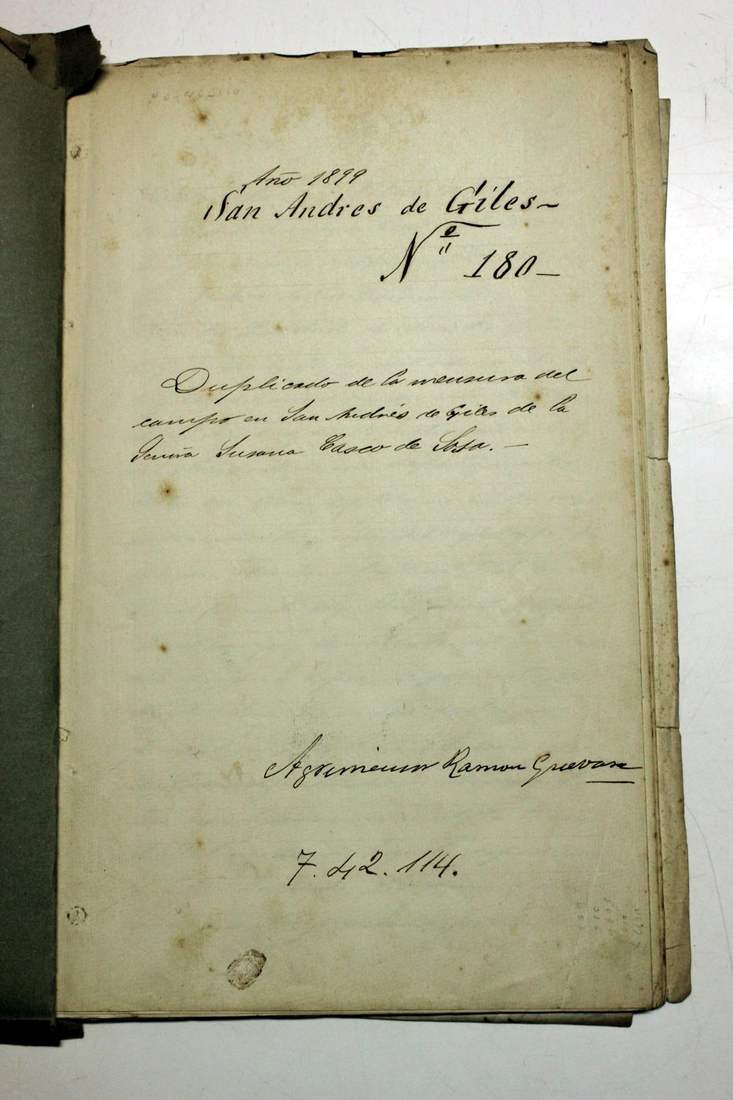 Año 1899
San Andres de Giles
Nº 180
Duplicado de la mensura del
campo en San Andrés de Giles de la
Señora Susana Casco de Sosa.
Agrimensor Ramon Guevara
7.42.114.